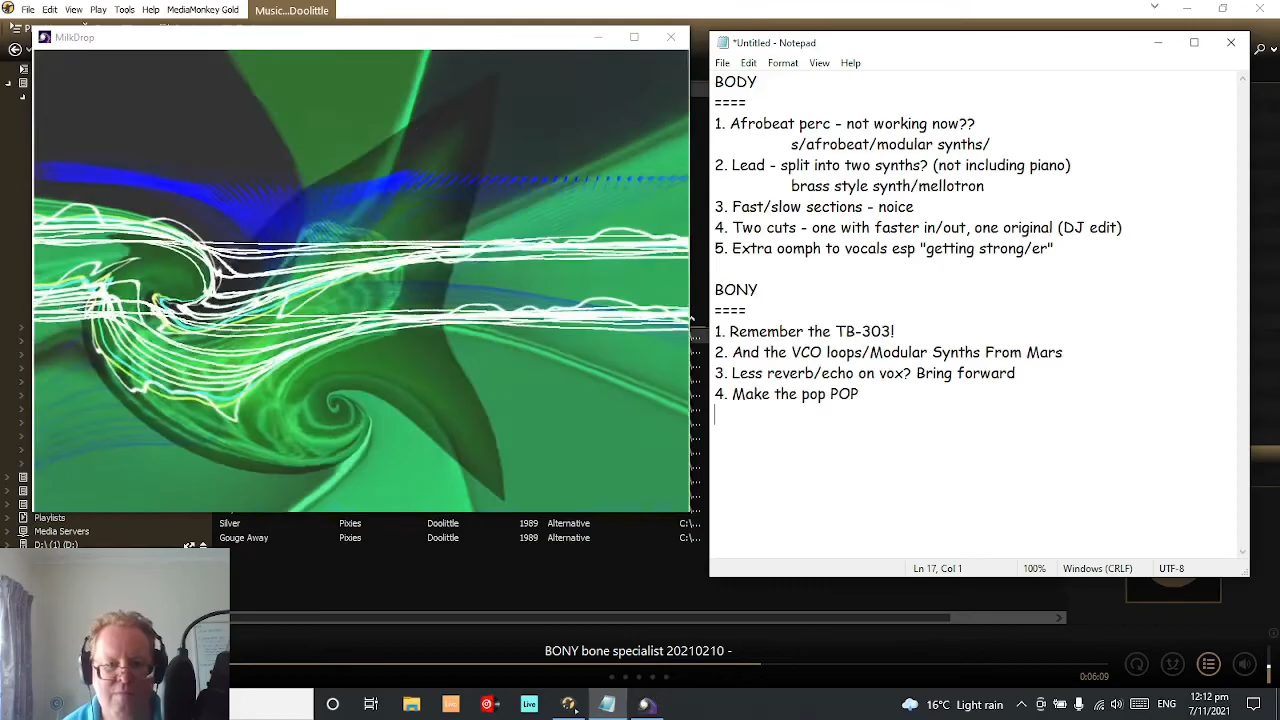 File Edit View Play Tools Help MediaMonkey Gold Music...Doolittle
MilkDrop
*Untitled - Notepad
File Edit Format View Help
BODY
====
1. Afrobeat perc - not working now??
s/afrobeat/modular synths/
2. Lead - split into two synths? (not including piano)
brass style synth/mellotron
3. Fast/slow sections - noice
4. Two cuts - one with faster in/out, one original (DJ edit)
5. Extra oomph to vocals esp "getting strong/er"
BONY
====
1. Remember the TB-303!
2. And the VCO loops/Modular Synths From Mars
3. Less reverb/echo on vox? Bring forward
4. Make the pop POP
Ln 17, Col 1 100% Windows (CRLF) UTF-8
Playlists
Media Servers
D:\ (1) (D:)
Silver Pixies Doolittle 1989 Alternative C:\...
Gouge Away Pixies Doolittle 1989 Alternative C:\...
BONY bone specialist 20210210 -
0:06:09
Live Live
16°C Light rain ENG
12:12 pm
7/11/2021